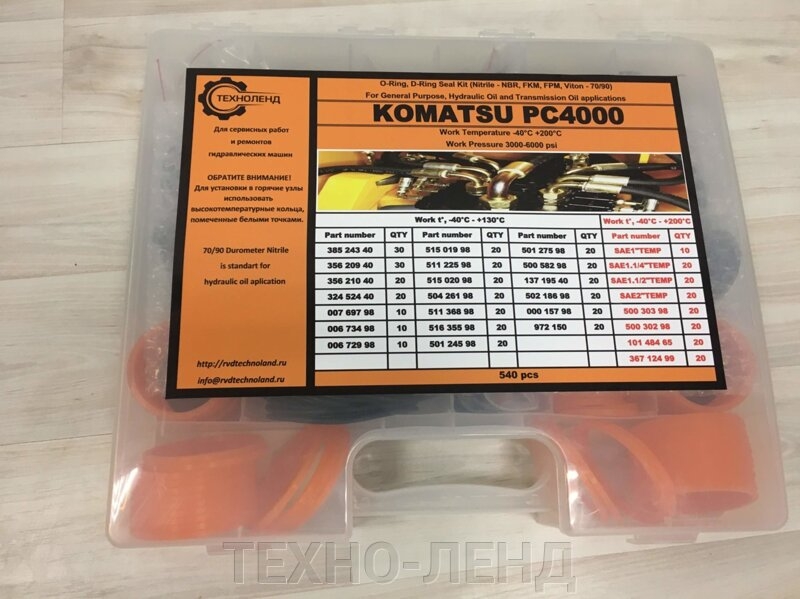 ТЕХНОЛЕНД
Для сервисных работ
и ремонтов
гидравлических машин
ОБРАТИТЕ ВНИМАНИЕ!
Для установки в горячие узлы
использовать
высокотемпературные кольца,
помеченные белыми точками.
70/90 Durometer Nitrile
is standart for
hydraulic oil aplication
http://rvdtechnoland.ru
info@rvdtechnoland.ru
O-Ring, D-Ring Seal Kit (Nitrile - NBR, FKM, FPM, Viton - 70/90)
For General Purpose, Hydraulic Oil and Transmission Oil applications
KOMATSU PC4000
Work Temperature -40°C +200°C
Work Pressure 3000-6000 psi
Work t°, -40°C - +130°C Work t°, -40°C - +200°C
Part number QTY Part number QTY Part number QTY Part number QTY
385 243 40 30 515 019 98 20 501 275 98 20 SAE1"TEMP 10
356 209 40 30 511 225 98 20 500 582 98 20 SAE1.1/4"TEMP 20
356 210 40 20 515 020 98 20 137 195 40 20 SAE1.1/2"TEMP 20
324 524 40 20 504 261 98 20 502 186 98 20 SAE2"TEMP 20
007 697 98 10 511 368 98 20 000 157 98 20 500 303 98 20
006 734 98 10 516 355 98 20 972 150 20 500 302 98 20
006 729 98 10 501 245 98 20 101 484 65 20
367 124 99 20
540 pcs
ТЕХНО-ЛЕНД